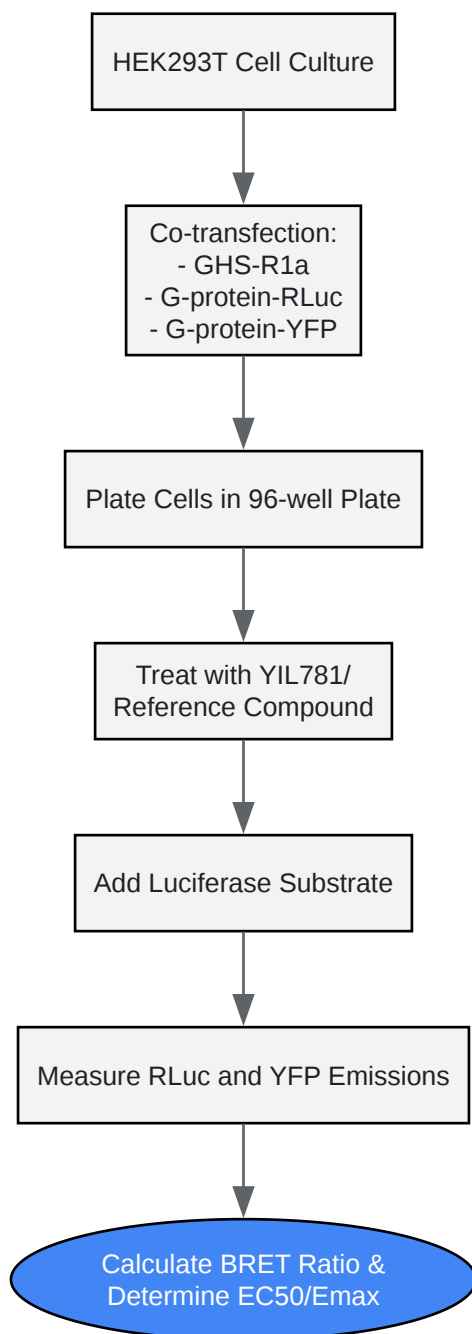 HEK293T Cell Culture
Co-transfection:
- GHS-R1a
- G-protein-RLuc
- G-protein-YFP
Plate Cells in 96-well Plate
Treat with YIL781/
Reference Compound
Add Luciferase Substrate
Measure RLuc and YFP Emissions
Calculate BRET Ratio &
Determine EC50/Emax